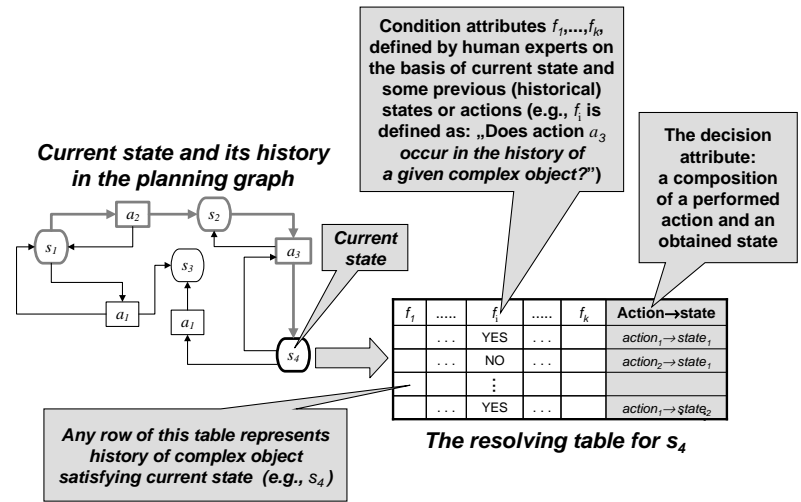 Condition attributes f1,...,fk,
defined by human experts on
the basis of current state and
some previous (historical)
states or actions (e.g., fi is
defined as: „Does action a3
occur in the history of
a given complex object?”)
The decision
attribute:
a composition
of a performed
action and an
obtained state
Current state and its history
in the planning graph
a2
s2
s1
s3
a3
a1
a1
s4
Current
state
f1 ..... fi ..... fk Action→state
. . . YES . . . action1→state1
. . . NO . . . action2→state1
⋮
. . . YES . . . action1→state2
The resolving table for s4
Any row of this table represents
history of complex object
satisfying current state (e.g., s4 )